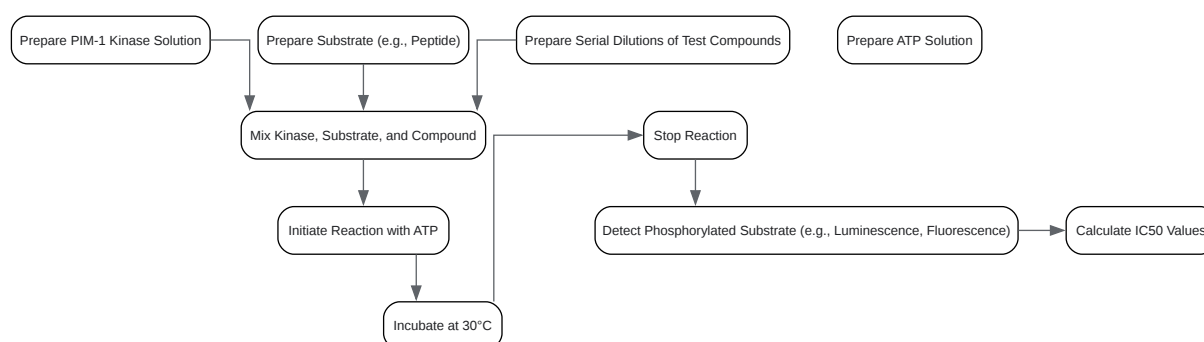 Prepare PIM-1 Kinase Solution
Prepare Substrate (e.g., Peptide)
Prepare Serial Dilutions of Test Compounds
Prepare ATP Solution
Mix Kinase, Substrate, and Compound
Stop Reaction
Initiate Reaction with ATP
Detect Phosphorylated Substrate (e.g., Luminescence, Fluorescence)
Calculate IC50 Values
Incubate at 30°C